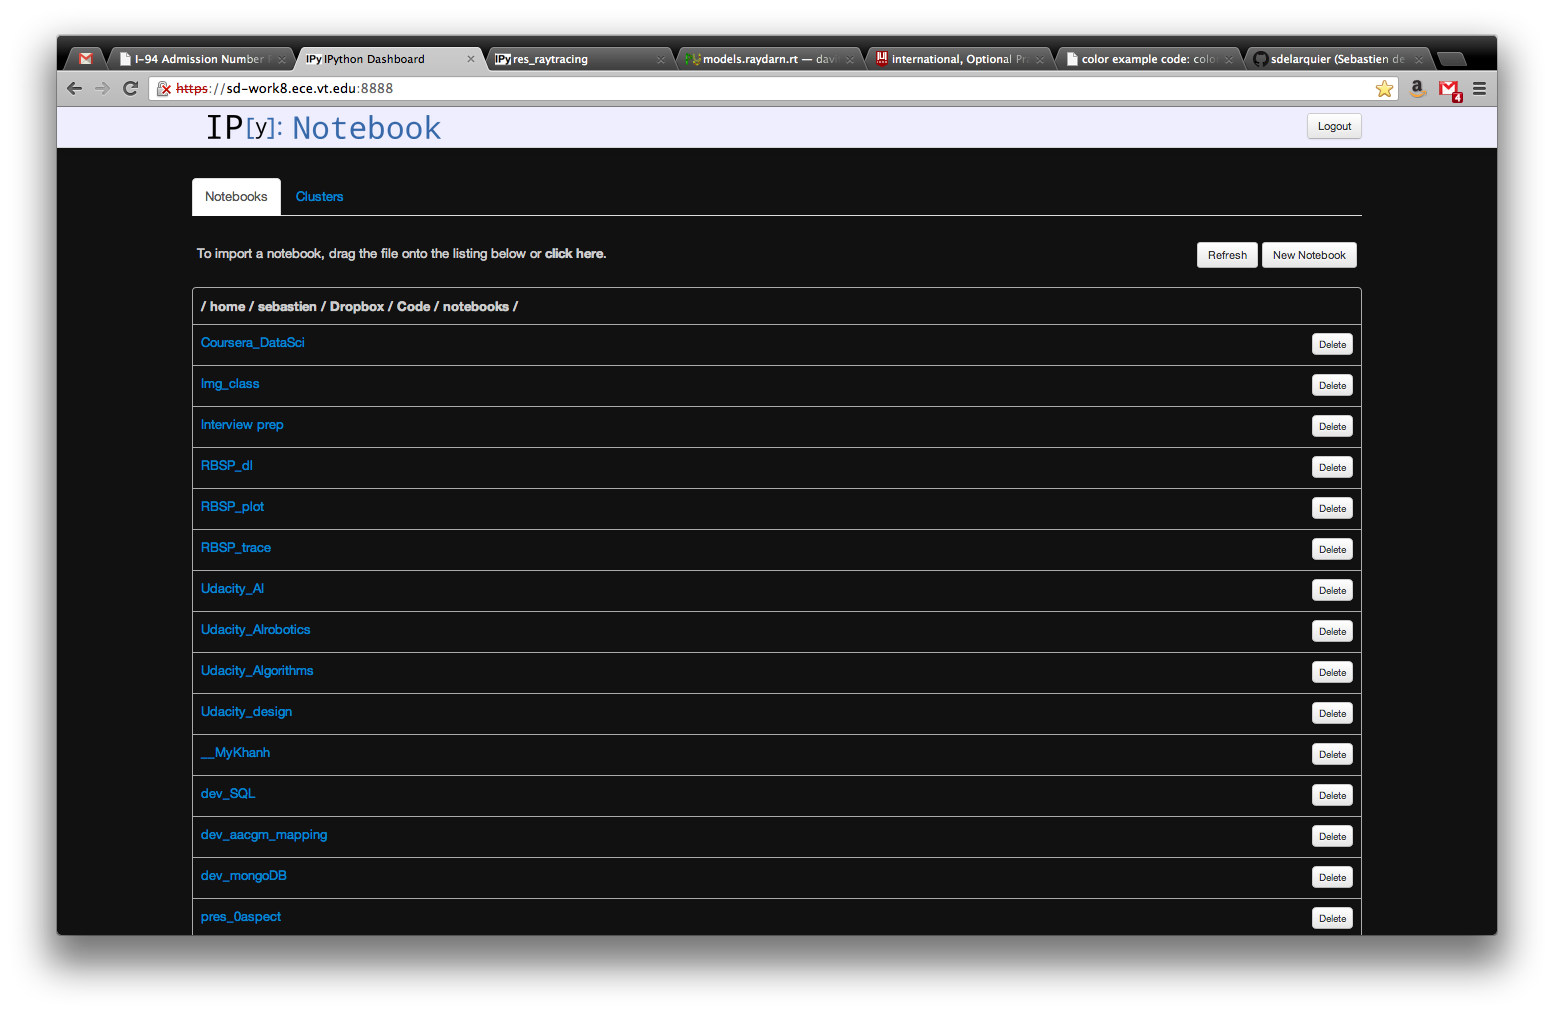 I-94 Admission Number
IPy IPython Dashboard
IPy res_raytracing
models.raydarn.rt — davi
international, Optional Pra
color example code: colo
sdelarquier (Sebastien de
https://sd-work8.ece.vt.edu:8888
4
IP[y]: Notebook
Logout
Notebooks
Clusters
To import a notebook, drag the file onto the listing below or click here.
Refresh
New Notebook
/ home / sebastien / Dropbox / Code / notebooks /
Coursera_DataSci
Delete
Img_class
Delete
Interview prep
Delete
RBSP_dl
Delete
RBSP_plot
Delete
RBSP_trace
Delete
Udacity_AI
Delete
Udacity_AIrobotics
Delete
Udacity_Algorithms
Delete
Udacity_design
Delete
__MyKhanh
Delete
dev_SQL
Delete
dev_aacgm_mapping
Delete
dev_mongoDB
Delete
pres_0aspect
Delete